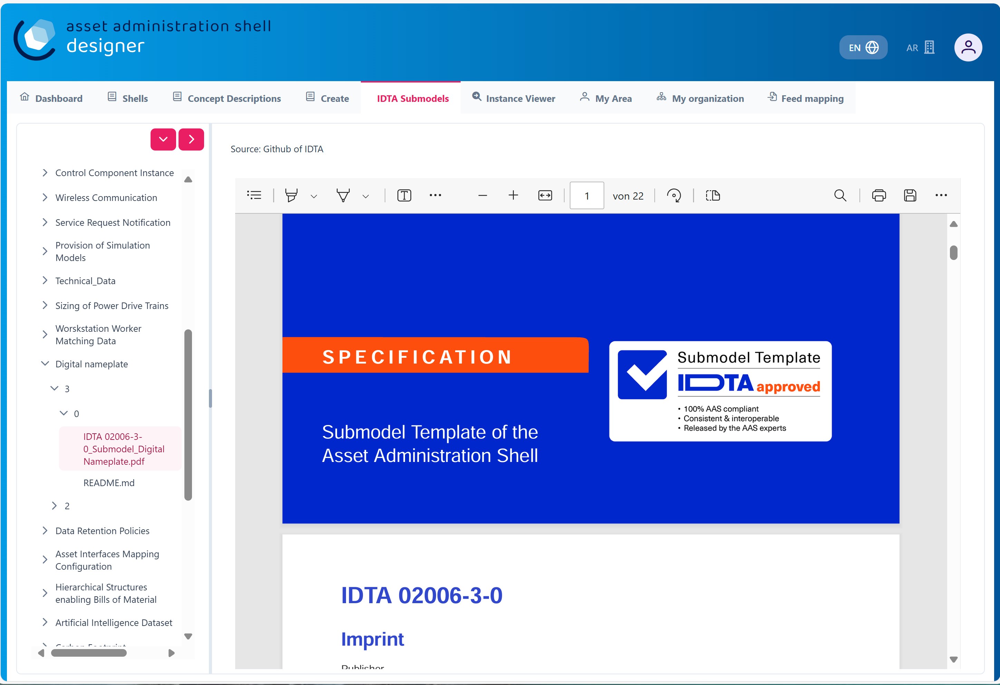 asset administration shell
designer
EN
AR
Dashboard
Shells
Concept Descriptions
Create
IDTA Submodels
Instance Viewer
My Area
My organization
Feed mapping
Control Component Instance
Wireless Communication
Service Request Notification
Provision of Simulation
Models
Technical_Data
Sizing of Power Drive Trains
Worskstation Worker
Matching Data
Digital nameplate
3
0
IDTA 02006-3-
0_Submodel_Digital
Nameplate.pdf
README.md
2
Data Retention Policies
Asset Interfaces Mapping
Configuration
Hierarchical Structures
enabling Bills of Material
Artificial Intelligence Dataset
Carbon Footprint
Source: Github of IDTA
1
von 22
SPECIFICATION
Submodel Template of the
Asset Administration Shell
Submodel Template
IDTA approved
• 100% AAS compliant
• Consistent & interoperable
• Released by the AAS experts
IDTA 02006-3-0
Imprint
Publisher